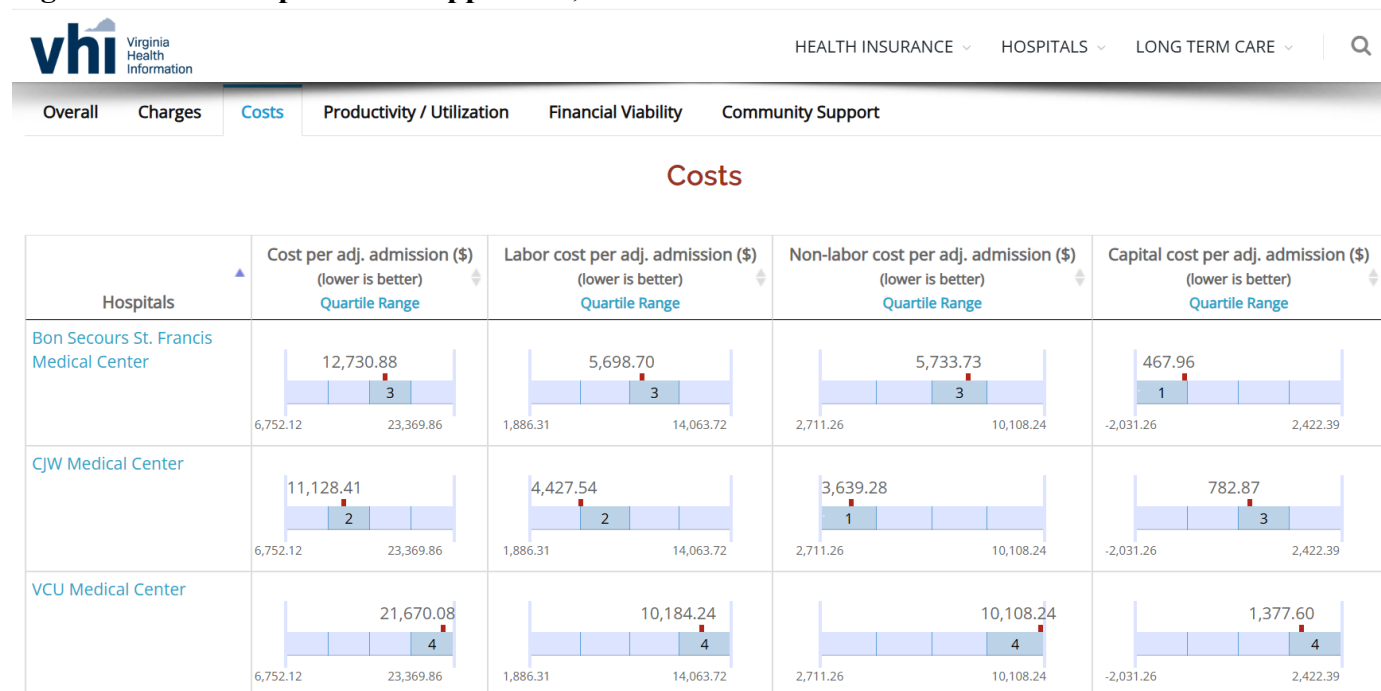 vhi Virginia
Health
Information
HEALTH INSURANCE HOSPITALS LONG TERM CARE
Overall Charges Costs Productivity / Utilization Financial Viability Community Support
Costs
Hospitals
Cost per adj. admission ($)
(lower is better)
Quartile Range
Labor cost per adj. admission ($)
(lower is better)
Quartile Range
Non-labor cost per adj. admission ($)
(lower is better)
Quartile Range
Capital cost per adj. admission ($)
(lower is better)
Quartile Range
Bon Secours St. Francis
Medical Center
12,730.88
3
6,752.12 23,369.86
5,698.70
3
1,886.31 14,063.72
5,733.73
3
2,711.26 10,108.24
467.96
1
-2,031.26 2,422.39
CJW Medical Center
11,128.41
2
6,752.12 23,369.86
4,427.54
2
1,886.31 14,063.72
3,639.28
1
2,711.26 10,108.24
782.87
3
-2,031.26 2,422.39
VCU Medical Center
21,670.08
4
6,752.12 23,369.86
10,184.24
4
1,886.31 14,063.72
10,108.24
4
2,711.26 10,108.24
1,377.60
4
-2,031.26 2,422.39